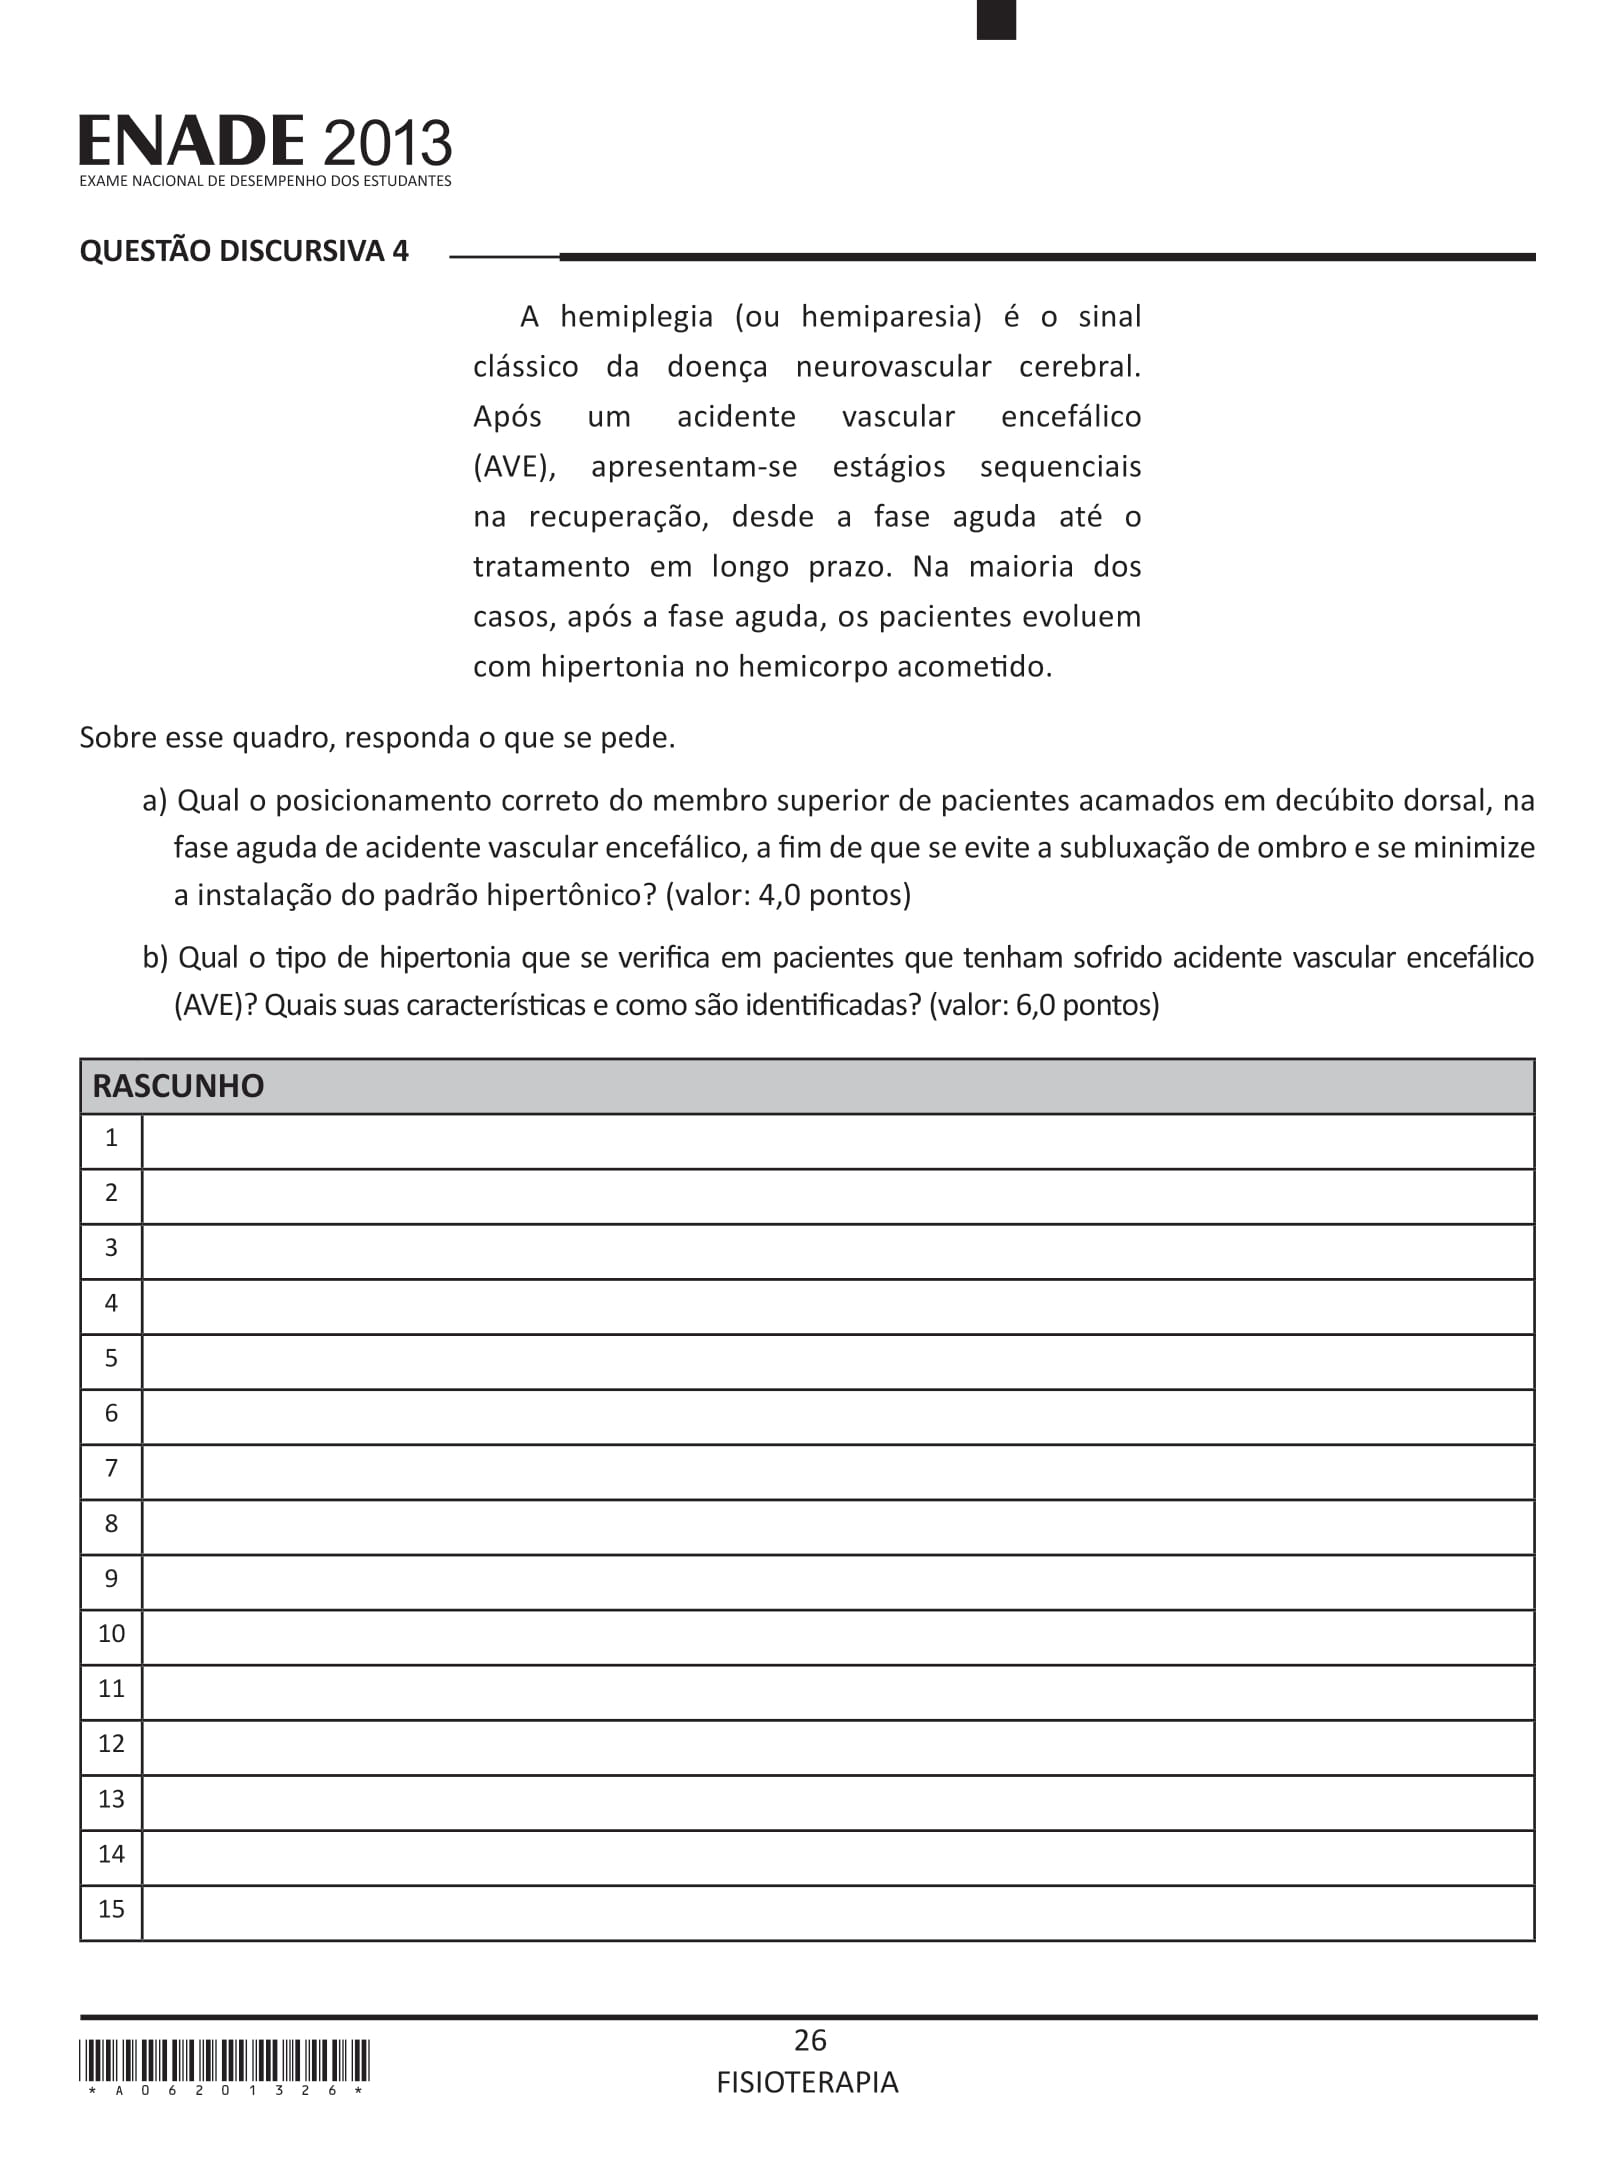 ENADE 2013
EXAME NACIONAL DE DESEMPENHO DOS ESTUDANTES
QUESTÃO DISCURSIVA 4
A hemiplegia (ou hemiparesia) é o sinal
clássico da doença neurovascular cerebral.
Após um acidente vascular encefálico
(AVE), apresentam-se estágios sequenciais
na recuperação, desde a fase aguda até o
tratamento em longo prazo. Na maioria dos
casos, após a fase aguda, os pacientes evoluem
com hipertonia no hemicorpo acometido.
Sobre esse quadro, responda o que se pede.
a) Qual o posicionamento correto do membro superior de pacientes acamados em decúbito dorsal, na
fase aguda de acidente vascular encefálico, a fim de que se evite a subluxação de ombro e se minimize
a instalação do padrão hipertônico? (valor: 4,0 pontos)
b) Qual o tipo de hipertonia que se verifica em pacientes que tenham sofrido acidente vascular encefálico
(AVE)? Quais suas características e como são identificadas? (valor: 6,0 pontos)
RASCUNHO
1
2
3
4
5
6
7
8
9
10
11
12
13
14
15
26
FISIOTERAPIA
* A 0 6 2 0 1 3 2 6 *